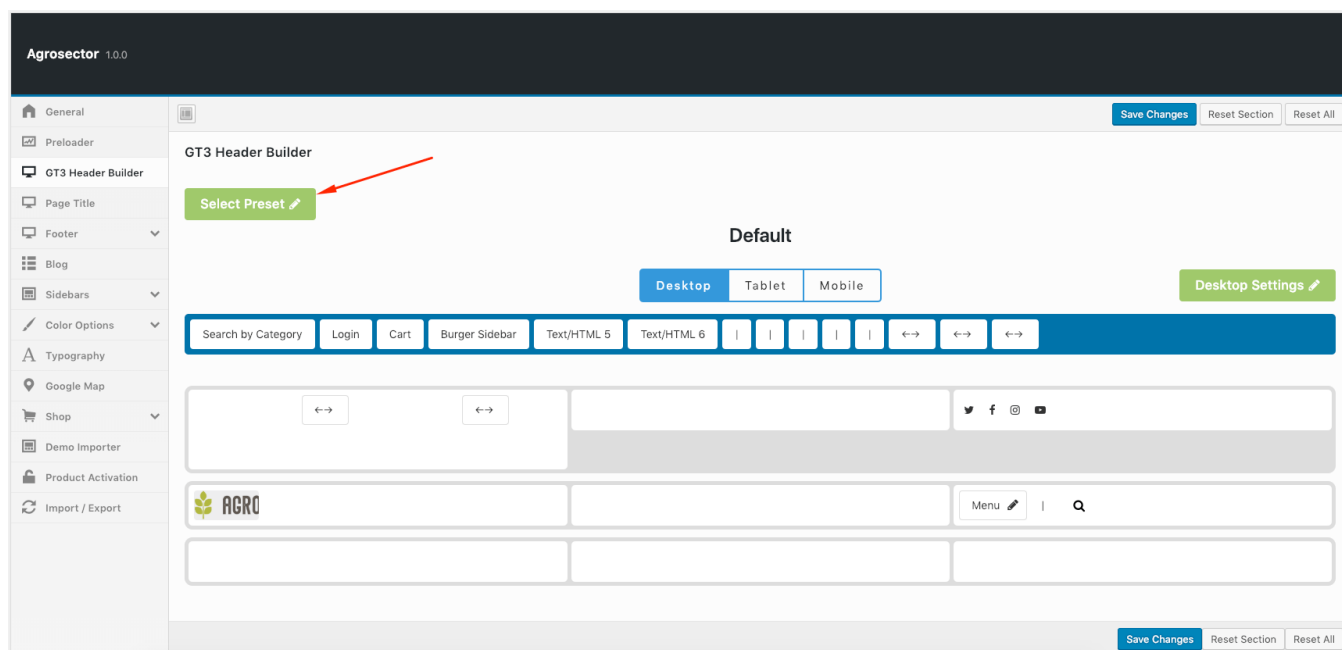 Agrosector 1.0.0
General
Preloader
GT3 Header Builder
Page Title
Footer
Blog
Sidebars
Color Options
Typography
Google Map
Shop
Demo Importer
Product Activation
Import / Export
Save Changes Reset Section Reset All
GT3 Header Builder
Select Preset
Default
Desktop Tablet Mobile
Desktop Settings
Search by Category Login Cart Burger Sidebar Text/HTML 5 Text/HTML 6 | | | | | ←→ ←→ ←→
←→ ←→
AGRO
Menu | 
Save Changes Reset Section Reset All